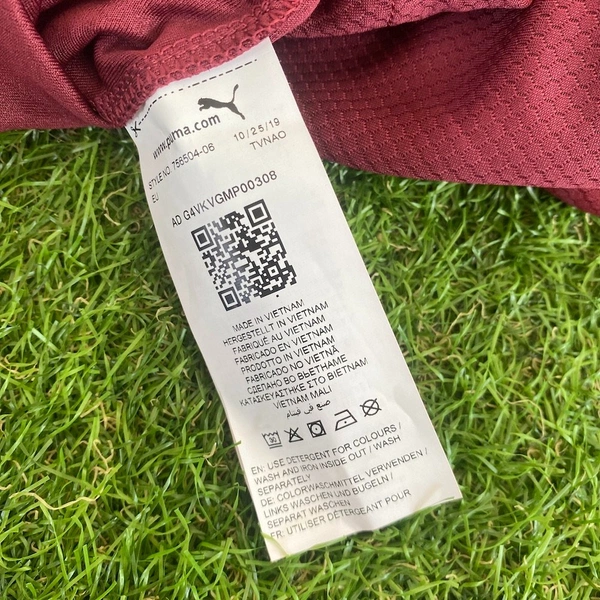 www.puma.com
STYLE NO. 756504-06 10/25/19
EU TVNAO
AD G4VKVGMP00308
MADE IN VIETNAM
HERGESTELLT IN VIETNAM
FABRIQUÉ AU VIETNAM
FABRICADO EN VIETNAM
PRODOTTO IN VIETNAM
FABRICADO NO VIETNÃ
СДЕЛАНО ВО ВЬЕТНАМЕ
ΚΑΤΑΣΚΕΥΑΣΤΗΚΕ ΣΤΟ ΒΙΕΤΝΑΜ
VIETNAM MALI
صنع في فيتنام
30
EN: USE DETERGENT FOR COLOURS /
WASH AND IRON INSIDE OUT / WASH
SEPARATELY
DE: COLORWASCHMITTEL VERWENDEN /
LINKS WASCHEN UND BÜGELN /
SEPARAT WASCHEN
FR: UTILISER DÉTERGENT POUR